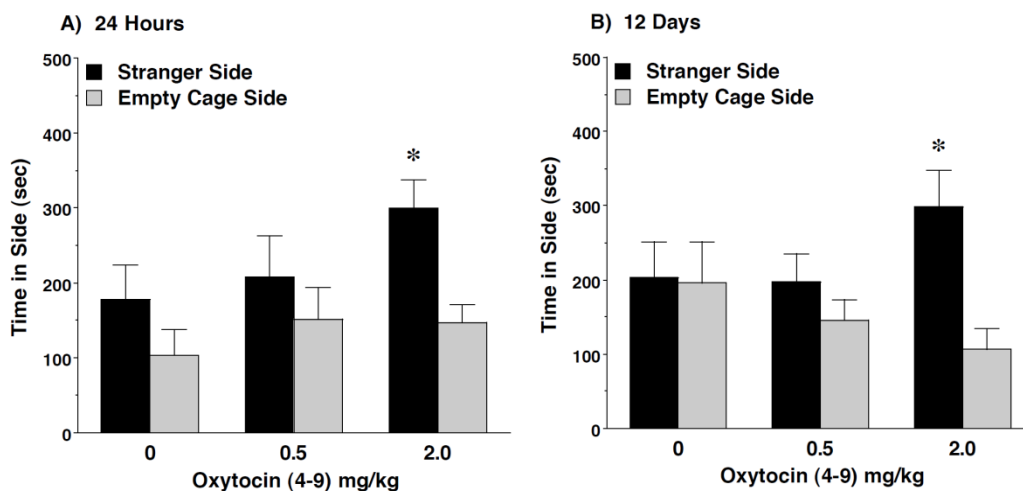 A) 24 Hours
500
400
300
200
100
0
Time in Side (sec)
Stranger Side
Empty Cage Side
*
0 0.5 2.0
Oxytocin (4-9) mg/kg
B) 12 Days
500
400
300
200
100
0
Time in Side (sec)
Stranger Side
Empty Cage Side
*
0 0.5 2.0
Oxytocin (4-9) mg/kg